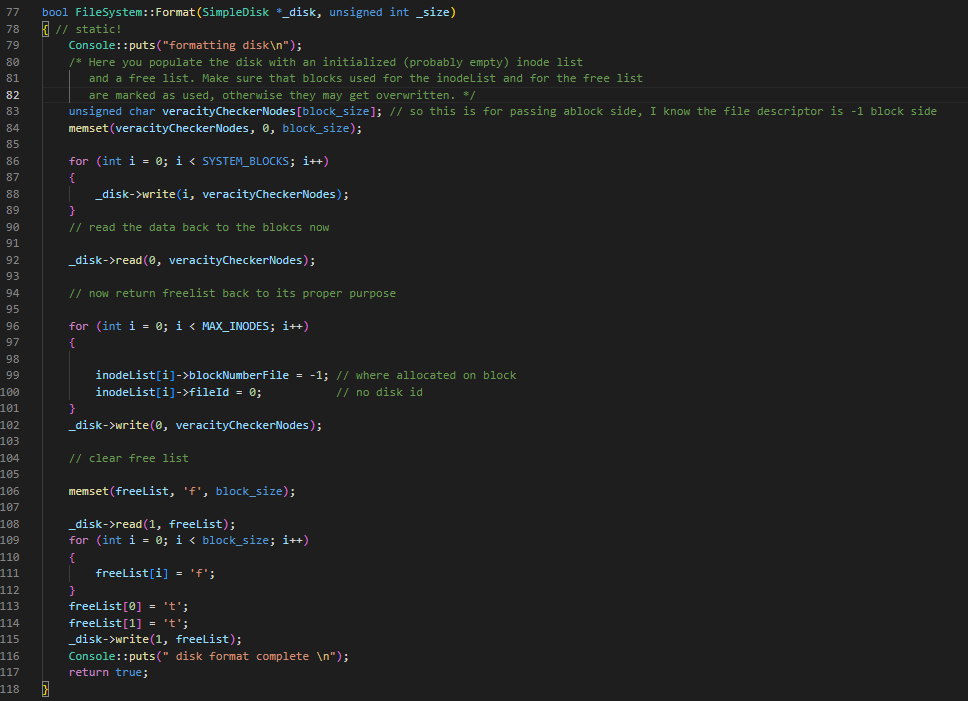 77 bool FileSystem::Format(SimpleDisk *_disk, unsigned int _size)
78 { // static!
79 Console::puts("formatting disk\n");
80 /* Here you populate the disk with an initialized (probably empty) inode list
81 and a free list. Make sure that blocks used for the inodeList and for the free list
82 are marked as used, otherwise they may get overwritten. */
83 unsigned char veracityCheckerNodes[block_size]; // so this is for passing ablock side, I know the file descriptor is -1 block side
84 memset(veracityCheckerNodes, 0, block_size);
85
86 for (int i = 0; i < SYSTEM_BLOCKS; i++)
87 {
88 _disk->write(i, veracityCheckerNodes);
89 }
90 // read the data back to the blokcs now
91
92 _disk->read(0, veracityCheckerNodes);
93
94 // now return freelist back to its proper purpose
95
96 for (int i = 0; i < MAX_INODES; i++)
97 {
98
99 inodeList[i]->blockNumberFile = -1; // where allocated on block
100 inodeList[i]->fileId = 0; // no disk id
101 }
102 _disk->write(0, veracityCheckerNodes);
103
104 // clear free list
105
106 memset(freeList, 'f', block_size);
107
108 _disk->read(1, freeList);
109 for (int i = 0; i < block_size; i++)
110 {
111 freeList[i] = 'f';
112 }
113 freeList[0] = 't';
114 freeList[1] = 't';
115 _disk->write(1, freeList);
116 Console::puts(" disk format complete \n");
117 return true;
118 }